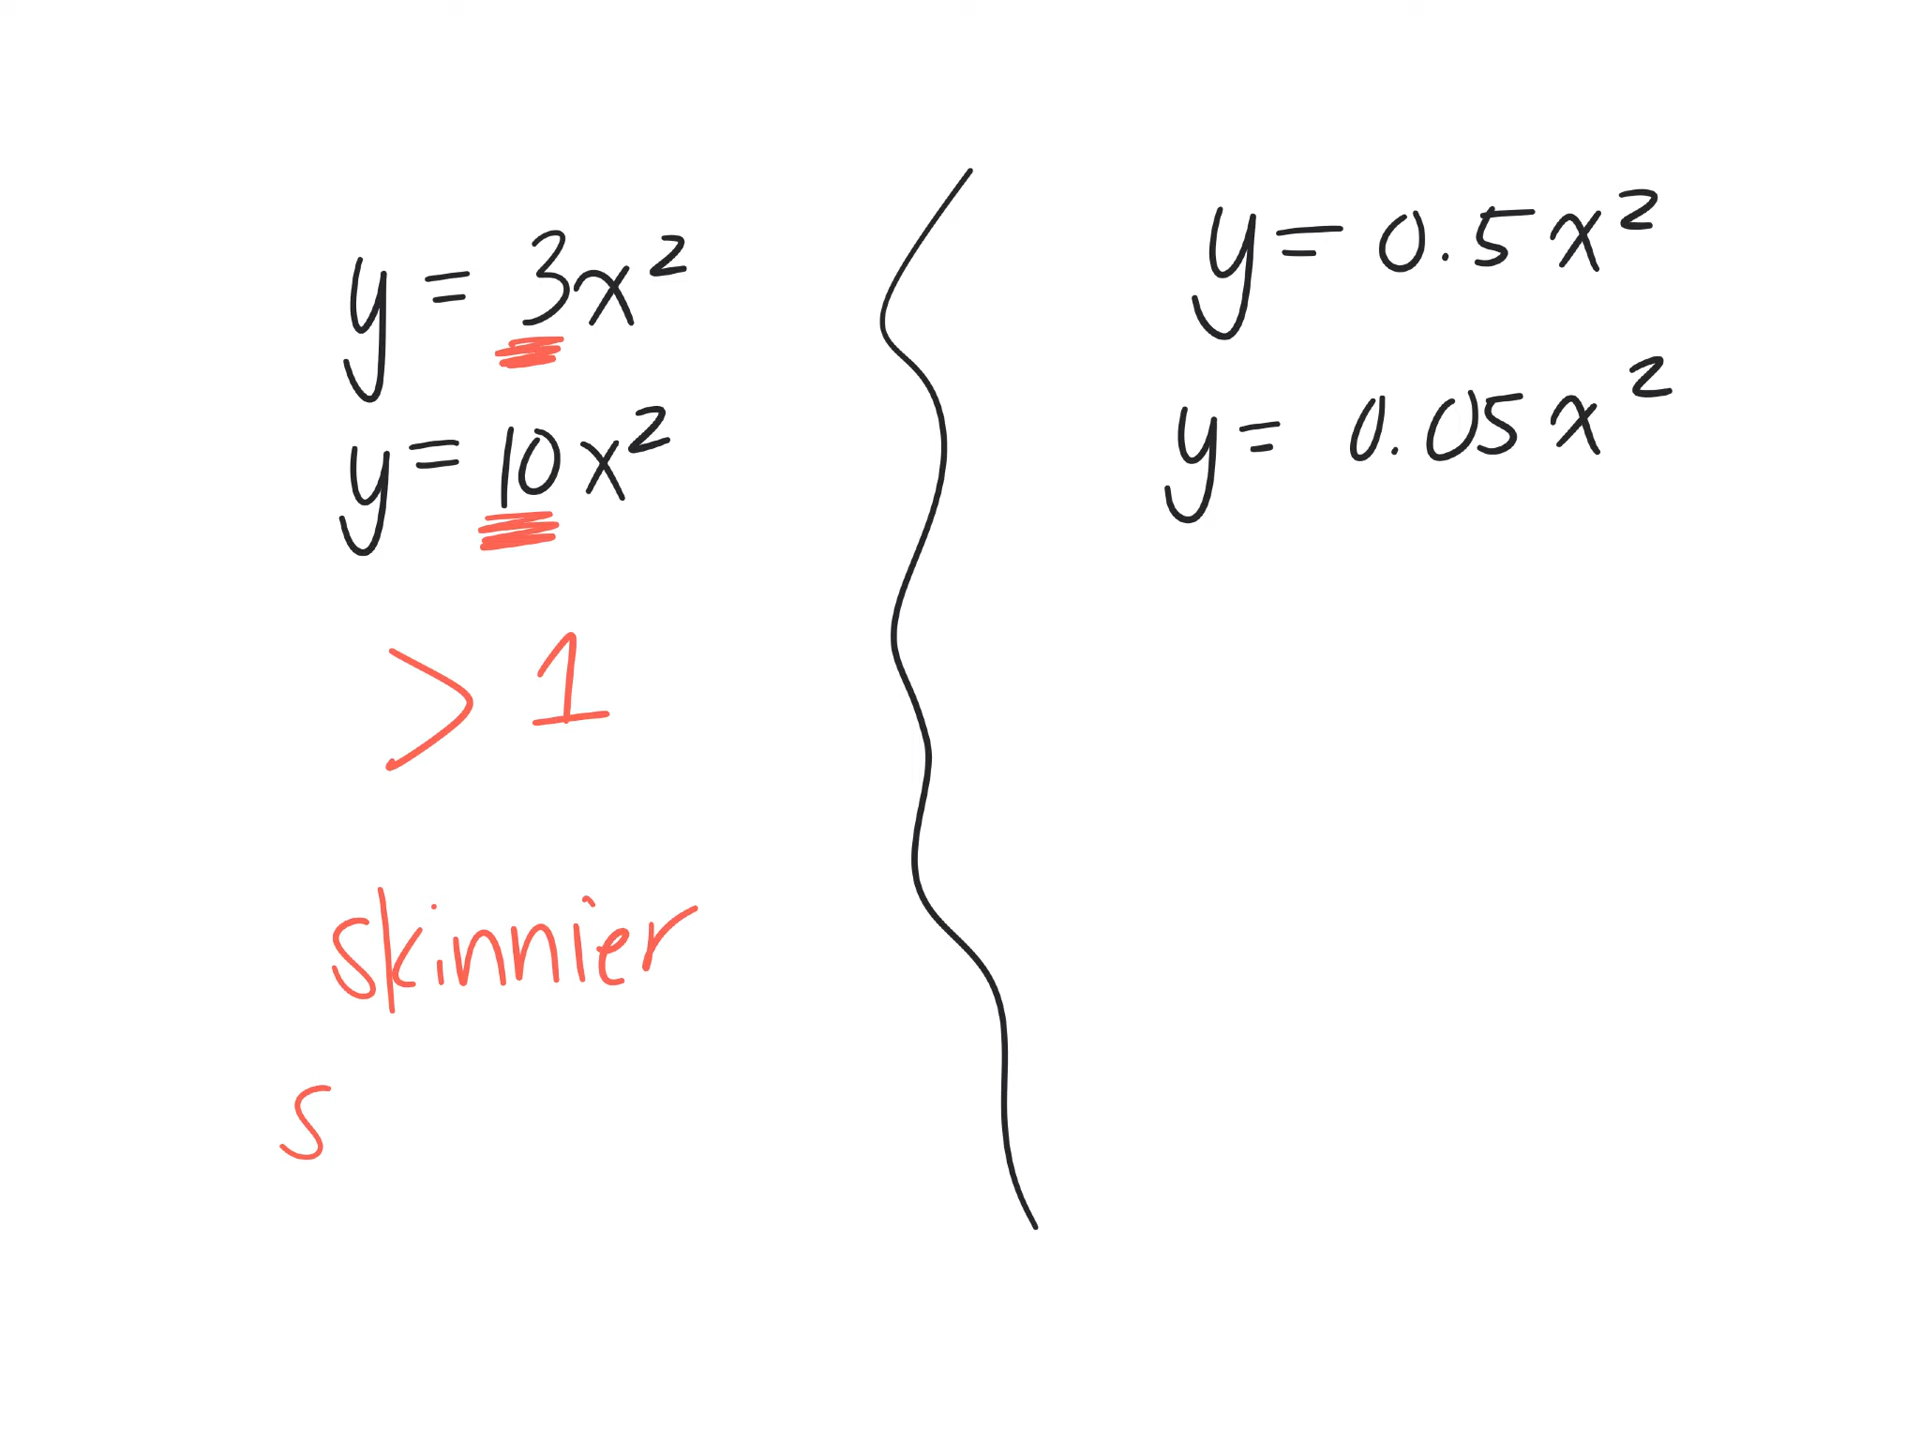 y = 3x²
y = 10x²
> 1
skinnier
s
y = 0.5x²
y = 0.05x²